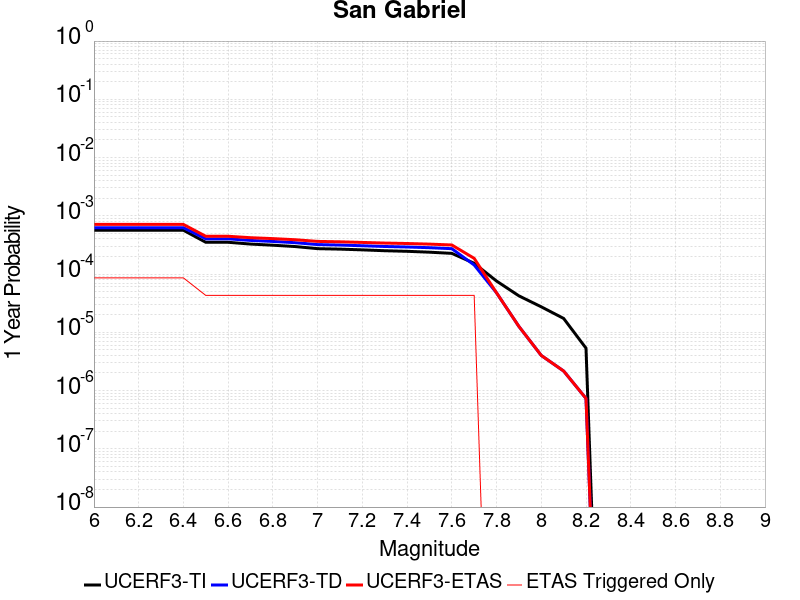 San Gabriel
1 Year Probability
10^0
10^-1
10^-2
10^-3
10^-4
10^-5
10^-6
10^-7
10^-8
6 6.2 6.4 6.6 6.8 7 7.2 7.4 7.6 7.8 8 8.2 8.4 8.6 8.8 9
Magnitude
UCERF3-TI UCERF3-TD UCERF3-ETAS ETAS Triggered Only